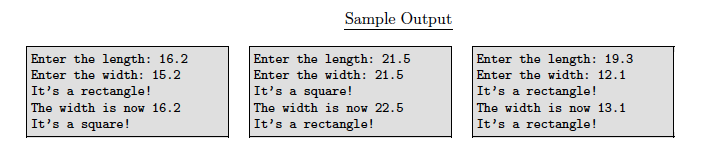 Sample Output
Enter the length: 16.2
Enter the width: 15.2
It's a rectangle!
The width is now 16.2
It's a square!
Enter the length: 21.5
Enter the width: 21.5
It's a square!
The width is now 22.5
It's a rectangle!
Enter the length: 19.3
Enter the width: 12.1
It's a rectangle!
The width is now 13.1
It's a rectangle!